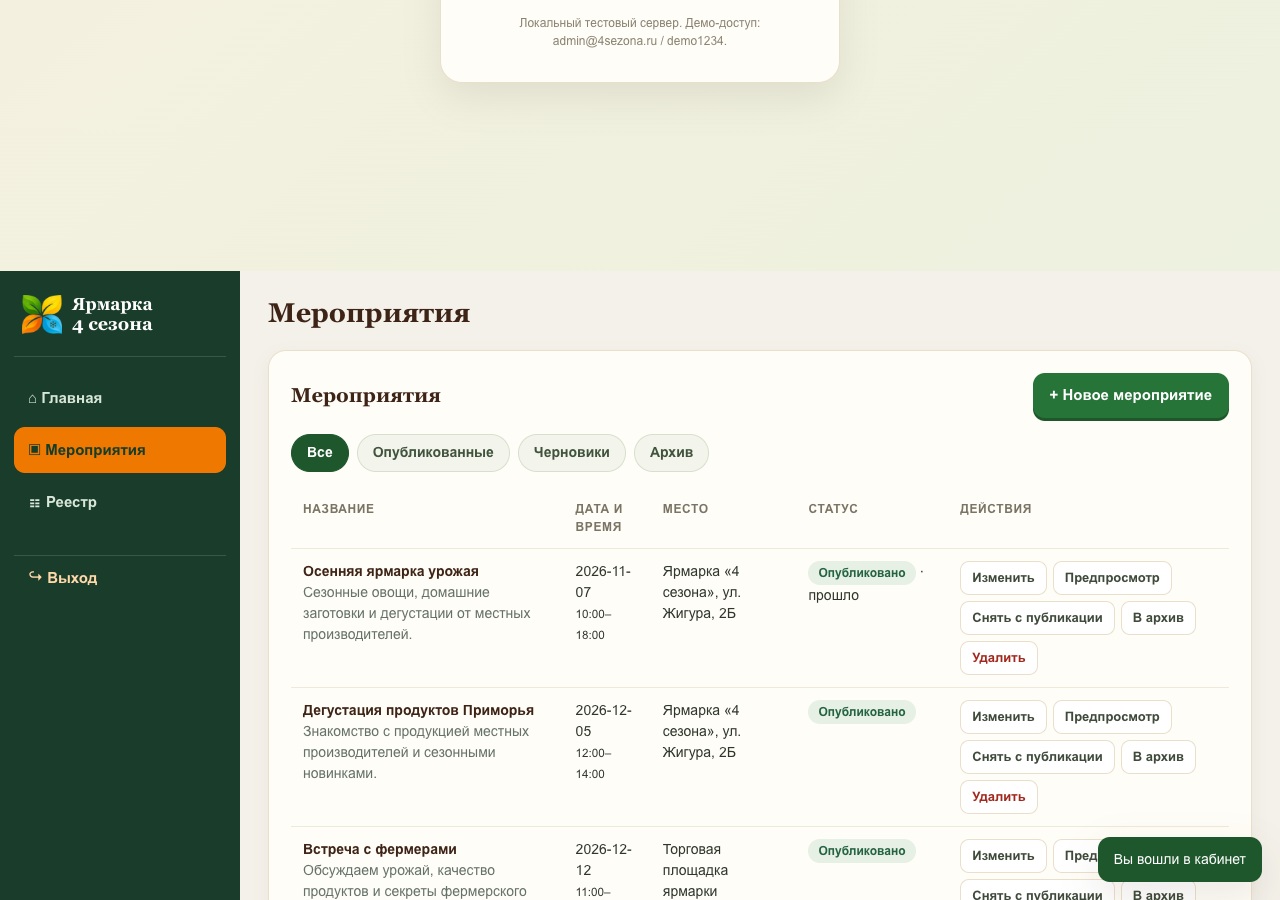 Локальный тестовый сервер. Демо-доступ:
admin@4sezona.ru / demo1234.
Ярмарка
4 сезона
Главная
Мероприятия
Реестр
Выход
Мероприятия
Мероприятия
+ Новое мероприятие
Все Опубликованные Черновики Архив
НАЗВАНИЕ ДАТА И ВРЕМЯ МЕСТО СТАТУС ДЕЙСТВИЯ
Осенняя ярмарка урожая
Сезонные овощи, домашние
заготовки и дегустации от местных
производителей.
2026-11-
07
10:00–
18:00
Ярмарка «4
сезона», ул.
Жигура, 2Б
Опубликовано ·
прошло
Изменить Предпросмотр
Снять с публикации В архив
Удалить
Дегустация продуктов Приморья
Знакомство с продукцией местных
производителей и сезонными
новинками.
2026-12-
05
12:00–
14:00
Ярмарка «4
сезона», ул.
Жигура, 2Б
Опубликовано
Изменить Предпросмотр
Снять с публикации В архив
Удалить
Встреча с фермерами
Обсуждаем урожай, качество
продуктов и секреты фермерского
2026-12-
12
11:00–
Торговая
площадка
ярмарки
Опубликовано
Изменить Пред
Снять с публикации В архив
Вы вошли в кабинет